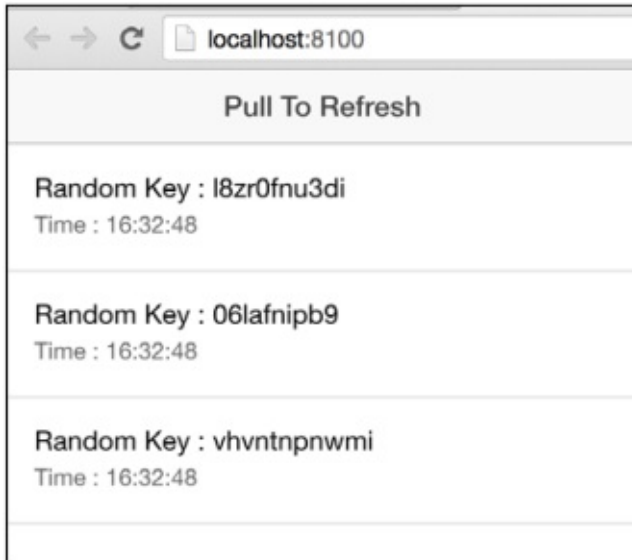 localhost:8100
Pull To Refresh
Random Key : l8zr0fnu3di
Time : 16:32:48
Random Key : 06lafnipb9
Time : 16:32:48
Random Key : vhvntnpnwmi
Time : 16:32:48